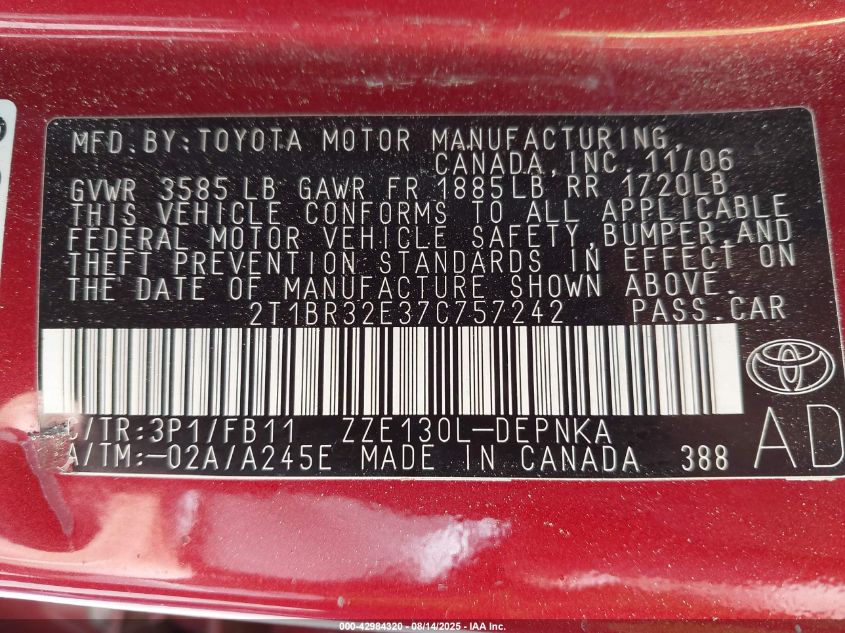 MFD. BY: TOYOTA MOTOR MANUFACTURING,
CANADA, INC. 11/06
GVWR 3585 LB GAWR FR 1885LB RR 1720LB
THIS VEHICLE CONFORMS TO ALL APPLICABLE
FEDERAL MOTOR VEHICLE SAFETY, BUMPER, AND
THEFT PREVENTION STANDARDS IN EFFECT ON
THE DATE OF MANUFACTURE SHOWN ABOVE.
2T1BR32E37C757242 PASS. CAR
C/TR: 3P1/FB11 ZZE130L-DEPNKA
A/TM: -02A/A245E MADE IN CANADA 388
AD
000-42984320 - 08/14/2025 - IAA Inc.